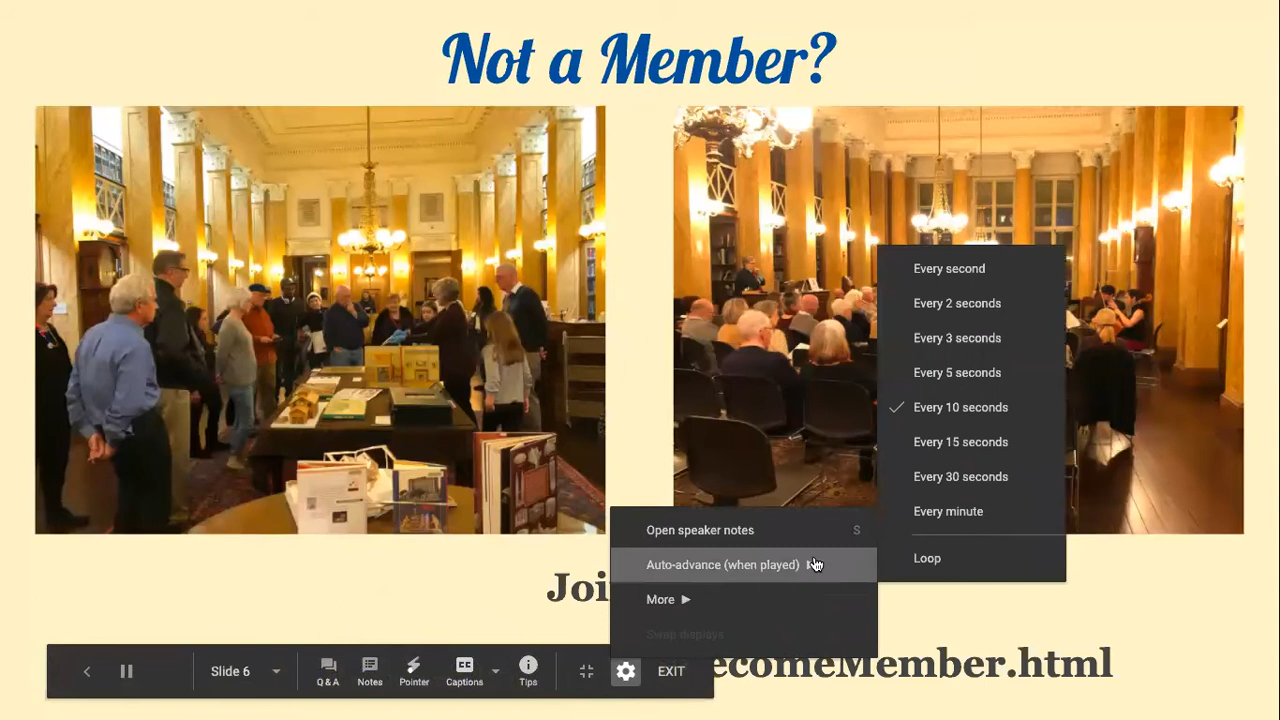 Not a Member?
Every second
Every 2 seconds
Every 3 seconds
Every 5 seconds
Every 10 seconds
Every 15 seconds
Every 30 seconds
Every minute
Loop
Open speaker notes S
Auto-advance (when played)
More
Swap displays
Slide 6
Q & A
Notes
Pointer
Captions
Tips
EXIT
ecomeMember.html